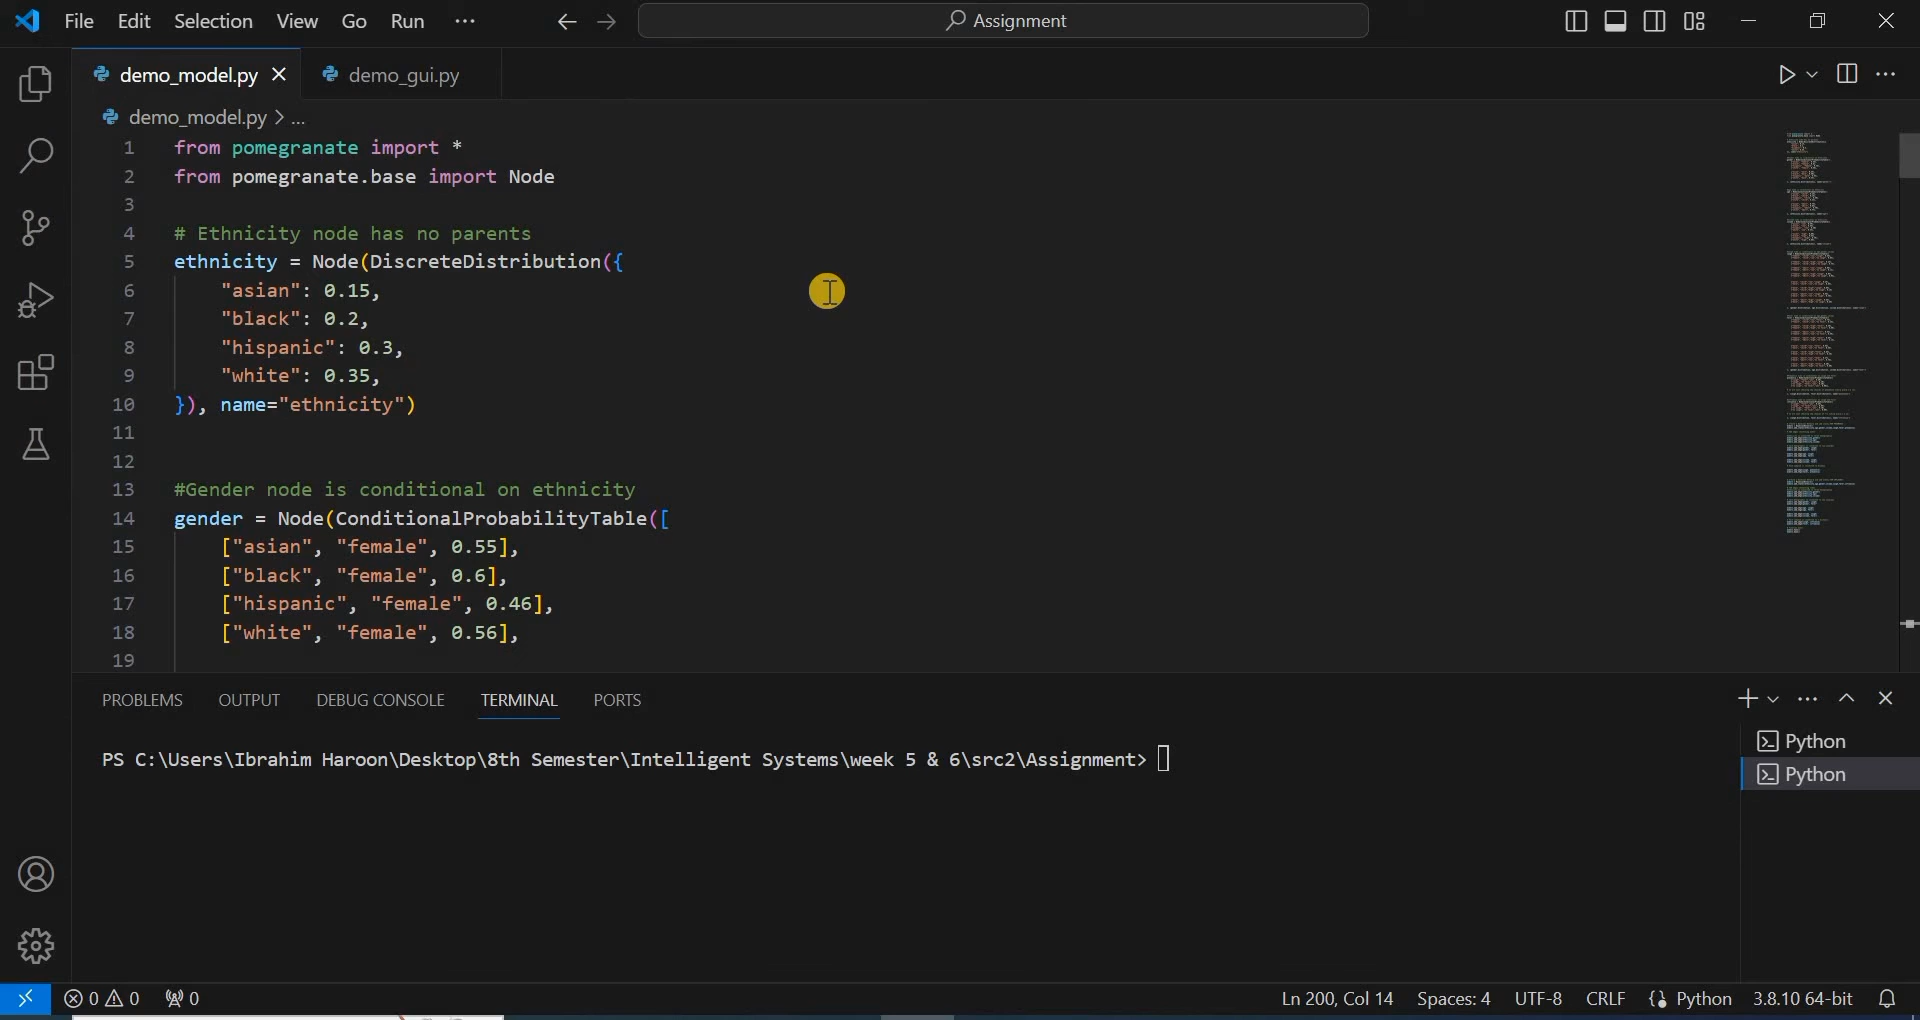 File Edit Selection View Go Run ··· Assignment
demo_model.py demo_gui.py
demo_model.py > ...
1 from pomegranate import *
2 from pomegranate.base import Node
3
4 # Ethnicity node has no parents
5 ethnicity = Node(DiscreteDistribution({
6 "asian": 0.15,
7 "black": 0.2,
8 "hispanic": 0.3,
9 "white": 0.35,
10 }), name="ethnicity")
11
12
13 #Gender node is conditional on ethnicity
14 gender = Node(ConditionalProbabilityTable([
15 ["asian", "female", 0.55],
16 ["black", "female", 0.6],
17 ["hispanic", "female", 0.46],
18 ["white", "female", 0.56],
19
PROBLEMS OUTPUT DEBUG CONSOLE TERMINAL PORTS
PS C:\Users\Ibrahim Haroon\Desktop\8th Semester\Intelligent Systems\week 5 & 6\src2\Assignment>
Python
Python
0 0 0 Ln 200, Col 14 Spaces: 4 UTF-8 CRLF Python 3.8.10 64-bit